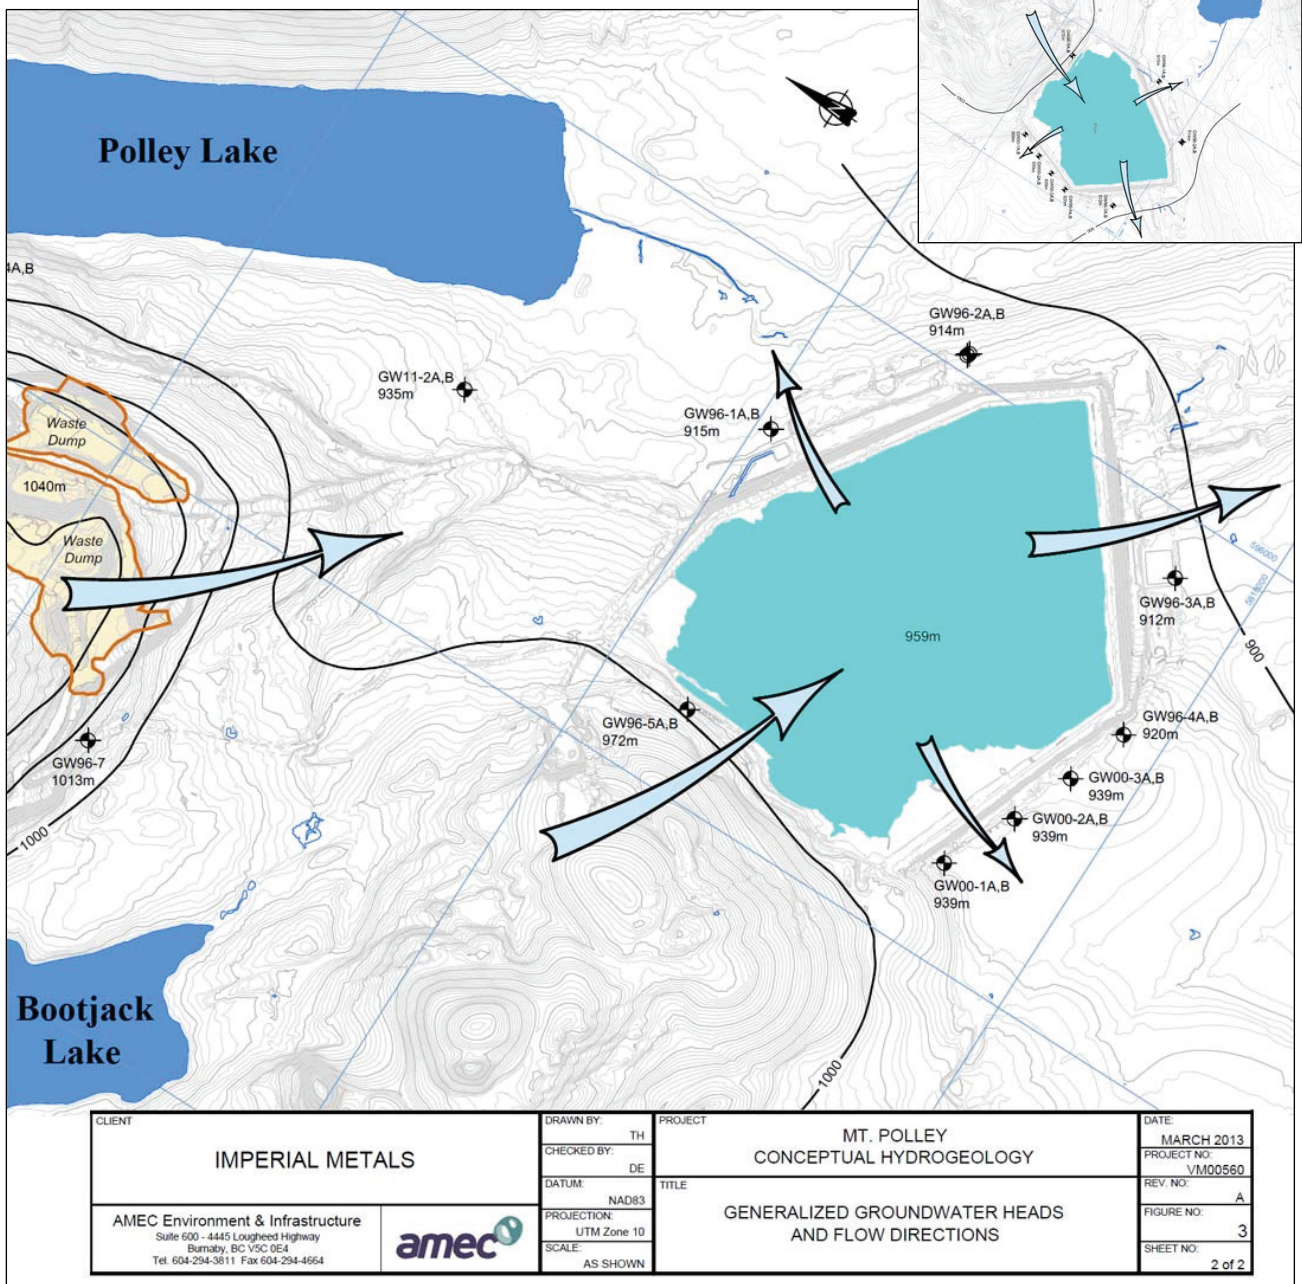 Polley Lake
4A,B
GW11-2A,B
935m
GW96-2A,B
914m
GW96-1A,B
915m
Waste
Dump
1040m
Waste
Dump
959m
596000
5819000
GW96-3A,B
912m
900
GW96-5A,B
972m
GW96-4A,B
920m
GW96-7
1013m
GW00-3A,B
939m
GW00-2A,B
939m
1000
GW00-1A,B
939m
Bootjack
Lake
1000
CLIENT
IMPERIAL METALS
AMEC Environment & Infrastructure
Suite 600 - 4445 Lougheed Highway
Burnaby, BC V5C 0E4
Tel. 604-294-3811 Fax 604-294-4664
amec
DRAWN BY:
TH
CHECKED BY:
DE
DATUM:
NAD83
PROJECTION:
UTM Zone 10
SCALE:
AS SHOWN
PROJECT
MT. POLLEY
CONCEPTUAL HYDROGEOLOGY
TITLE
GENERALIZED GROUNDWATER HEADS
AND FLOW DIRECTIONS
DATE:
MARCH 2013
PROJECT NO:
VM00560
REV. NO:
A
FIGURE NO:
3
SHEET NO:
2 of 2